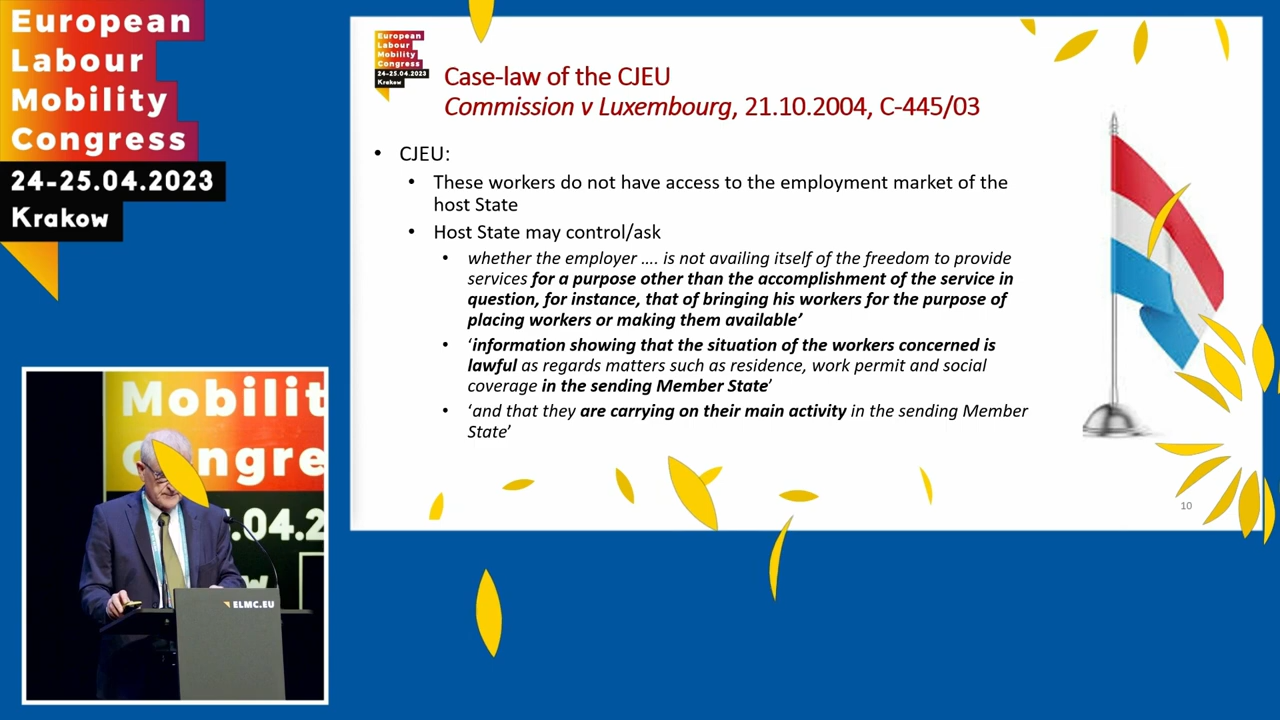 European
Labour
Mobility
Congress
24-25.04.2023
Krakow
European
Labour
Mobility
Congress
24-25.04.2023
Krakow
Case-law of the CJEU
Commission v Luxembourg, 21.10.2004, C-445/03
• CJEU:
• These workers do not have access to the employment market of the
host State
• Host State may control/ask
• whether the employer .... is not availing itself of the freedom to provide
services for a purpose other than the accomplishment of the service in
question, for instance, that of bringing his workers for the purpose of
placing workers or making them available’
• ‘information showing that the situation of the workers concerned is
lawful as regards matters such as residence, work permit and social
coverage in the sending Member State’
• ‘and that they are carrying on their main activity in the sending Member
State’
10
Mobilit
ngre
.04.2
w
ELMC.EU